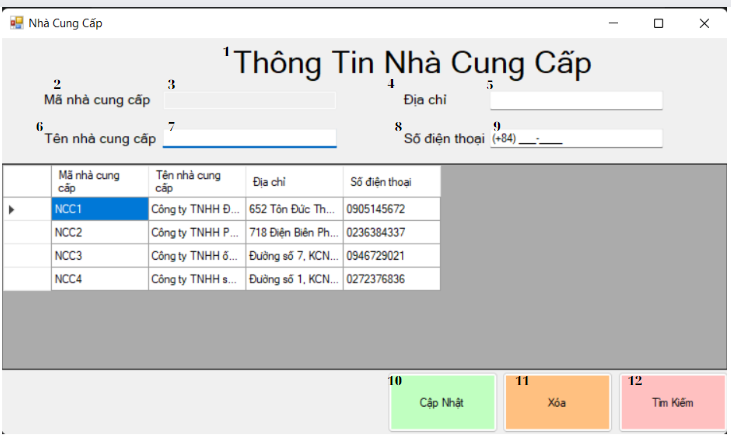 Nhà Cung Cấp
1 Thông Tin Nhà Cung Cấp
2 3 4 5
Mã nhà cung cấp Địa chỉ
6 7 8 9
Tên nhà cung cấp Số điện thoại (+84) ___-____
Mã nhà cung cấp Tên nhà cung cấp Địa chỉ Số điện thoại
NCC1 Công ty TNHH Đ... 652 Tôn Đức Th... 0905145672
NCC2 Công ty TNHH P... 718 Điện Biên Ph... 0236384337
NCC3 Công ty TNHH ố... Đường số 7, KCN... 0946729021
NCC4 Công ty TNHH s... Đường số 1, KCN... 0272376836
10 11 12
Cập Nhật Xóa Tìm Kiếm